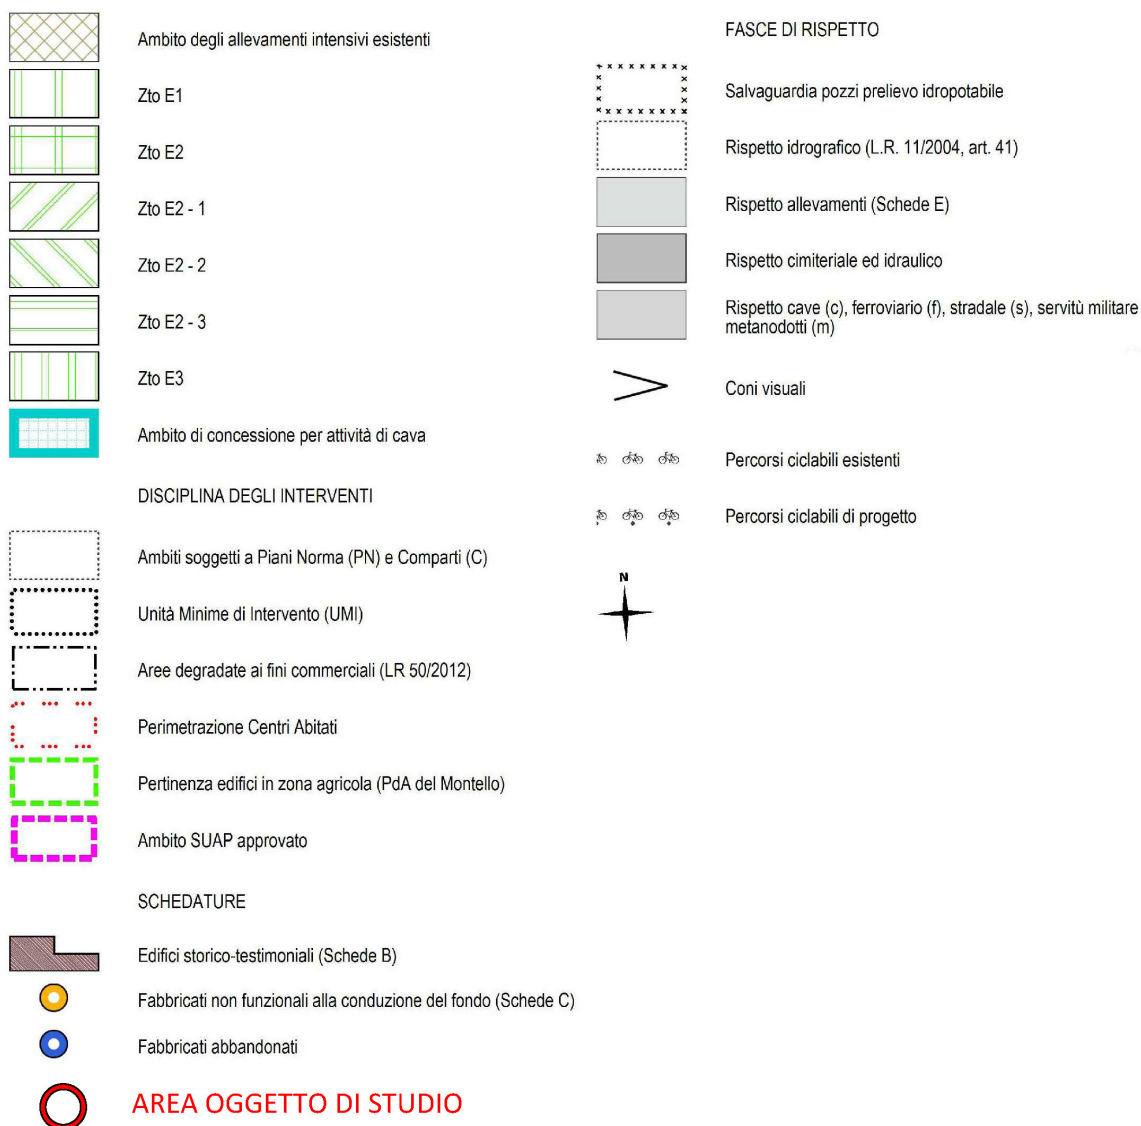 Ambito degli allevamenti intensivi esistenti
Zto E1
Zto E2
Zto E2 - 1
Zto E2 - 2
Zto E2 - 3
Zto E3
Ambito di concessione per attività di cava
DISCIPLINA DEGLI INTERVENTI
Ambiti soggetti a Piani Norma (PN) e Comparti (C)
Unità Minime di Intervento (UMI)
Aree degradate ai fini commerciali (LR 50/2012)
Perimetrazione Centri Abitati
Pertinenza edifici in zona agricola (PdA del Montello)
Ambito SUAP approvato
SCHEDATURE
Edifici storico-testimoniali (Schede B)
Fabbricati non funzionali alla conduzione del fondo (Schede C)
Fabbricati abbandonati
AREA OGGETTO DI STUDIO
FASCE DI RISPETTO
Salvaguardia pozzi prelievo idropotabile
Rispetto idrografico (L.R. 11/2004, art. 41)
Rispetto allevamenti (Schede E)
Rispetto cimiteriale ed idraulico
Rispetto cave (c), ferroviario (f), stradale (s), servitù militare
metanodotti (m)
Coni visuali
Percorsi ciclabili esistenti
Percorsi ciclabili di progetto
N